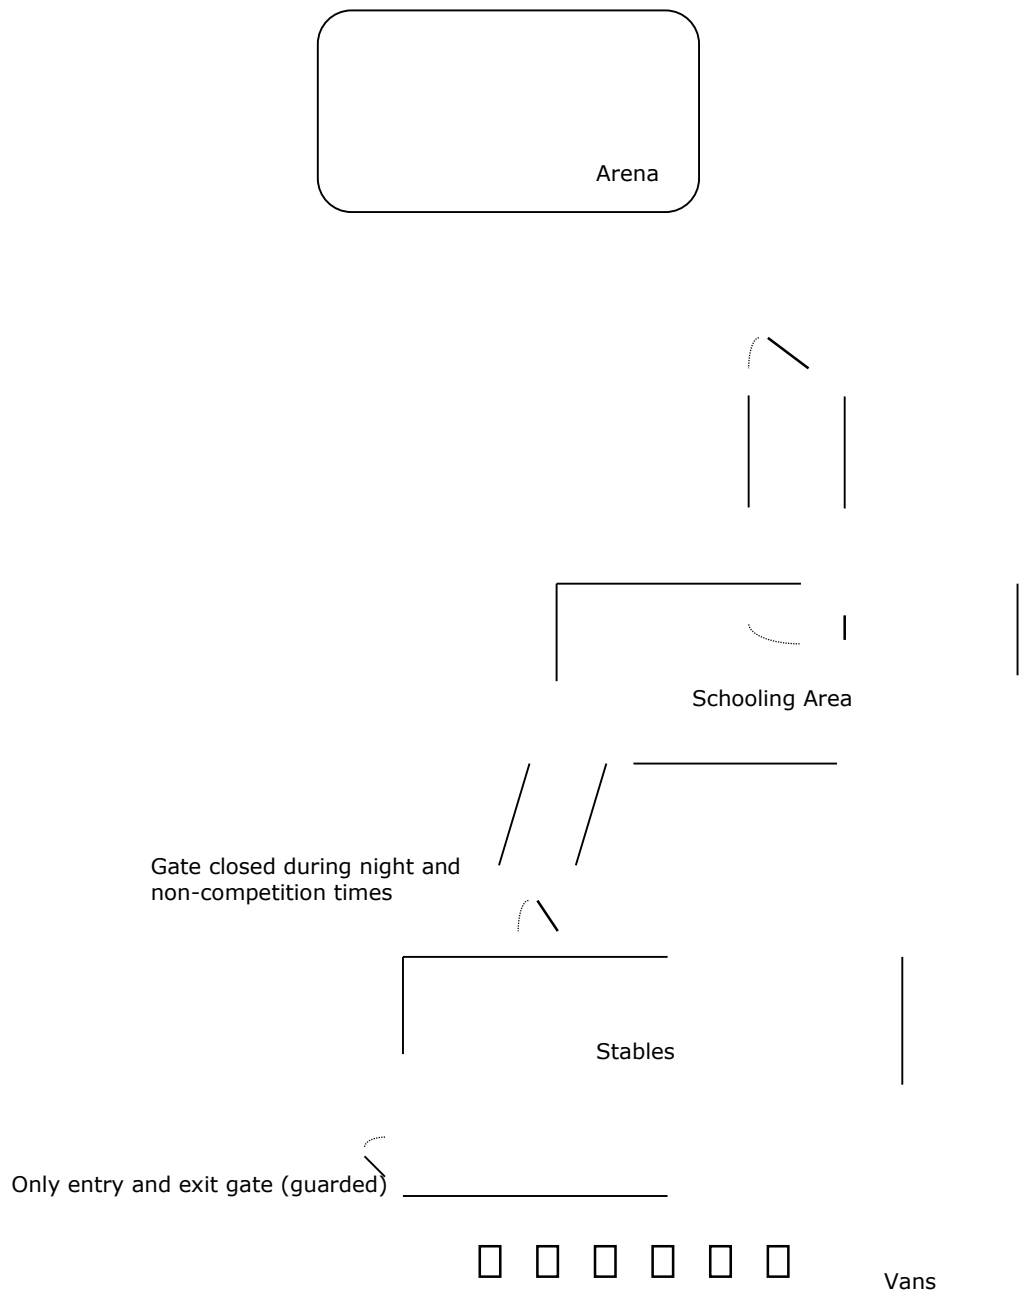 Arena
Schooling Area
Gate closed during night and
non-competition times
Stables
Only entry and exit gate (guarded)
Vans